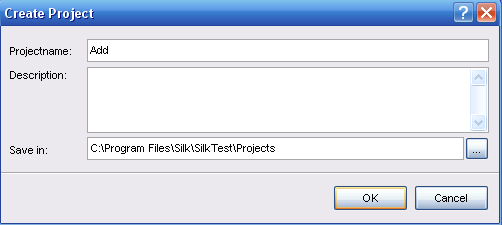 Create Project
?
Projectname: Add
Description:
Save in: C:\Program Files\Silk\SilkTest\Projects ...
OK Cancel